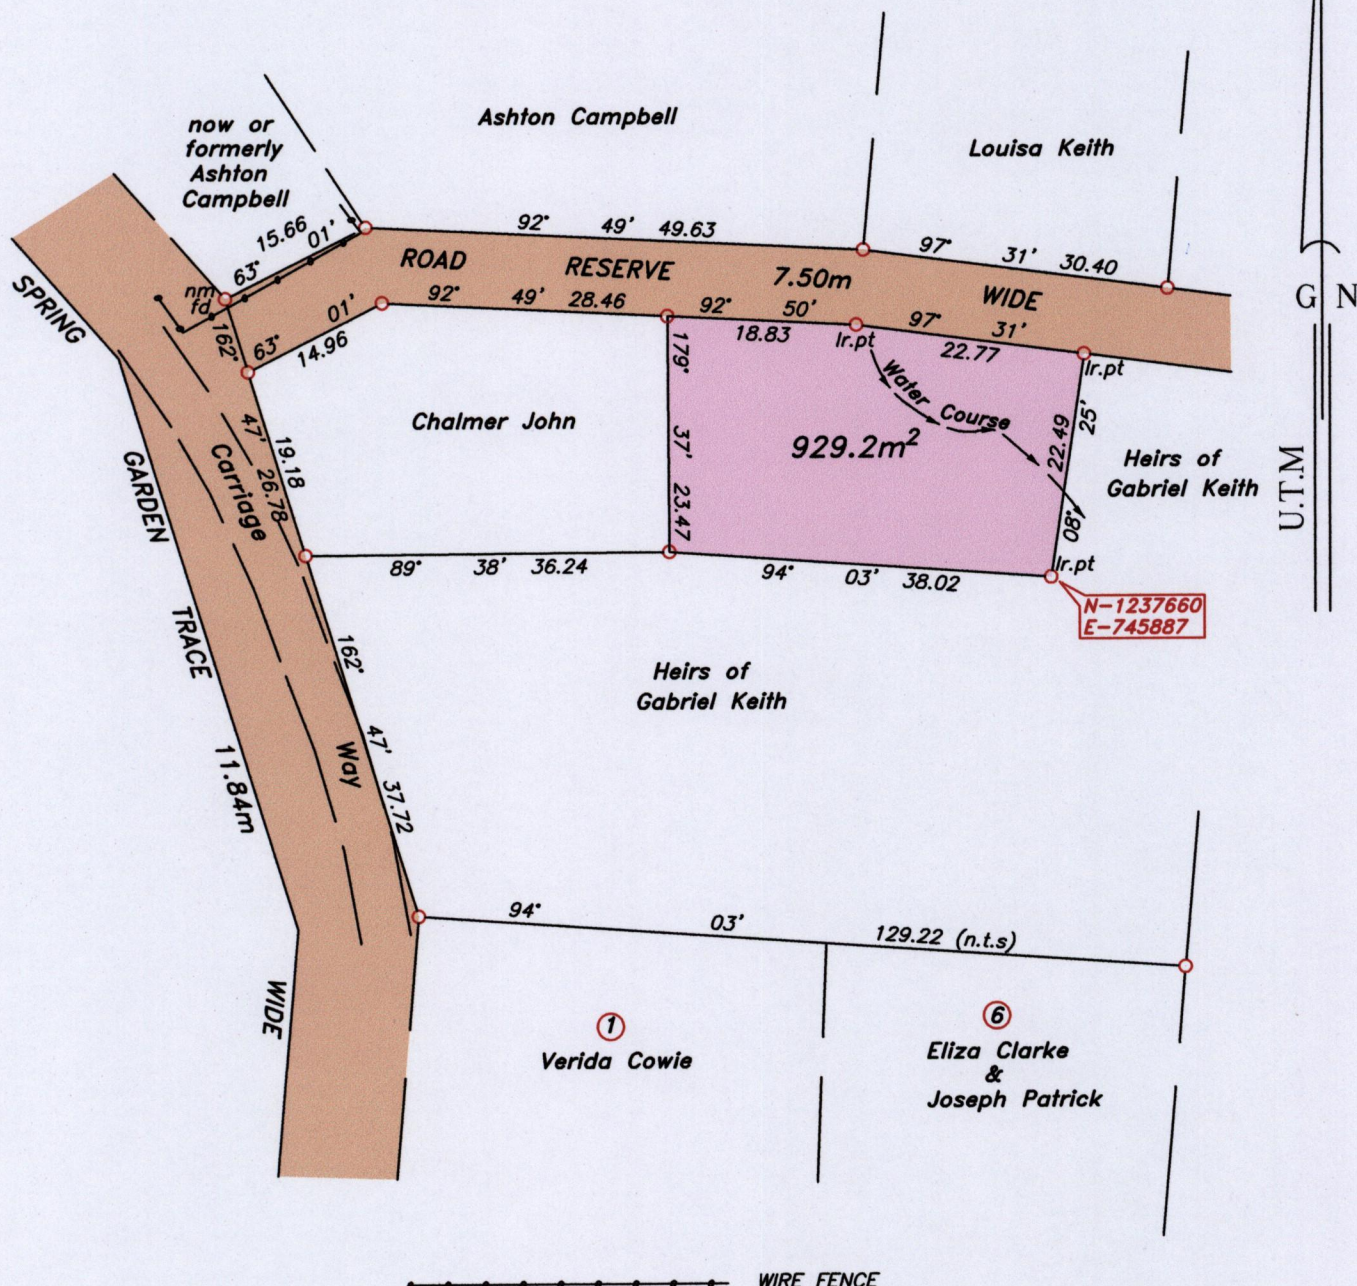 now or
formerly
Ashton
Campbell
Ashton Campbell
Louisa Keith
15.66
63° 01'
92° 49' 49.63
97° 31' 30.40
ROAD RESERVE 7.50m WIDE
G N
U.T.M
nm
fd.
63° 01'
14.96
92° 49' 28.46
92° 50'
18.83
97° 31'
22.77
Ir.pt
Ir.pt
SPRING GARDEN TRACE 11.84m WIDE
162° 47' 26.78
19.18
Carriage Way
Chalmer John
179° 37' 23.47
Water Course
929.2m²
08° 25'
22.49
Heirs of
Gabriel Keith
89° 38' 36.24
94° 03' 38.02
Ir.pt
N-1237660
E-745887
162° 47' 37.72
Heirs of
Gabriel Keith
94° 03' 129.22 (n.t.s)
1
Verida Cowie
6
Eliza Clarke
&
Joseph Patrick
WIRE FENCE